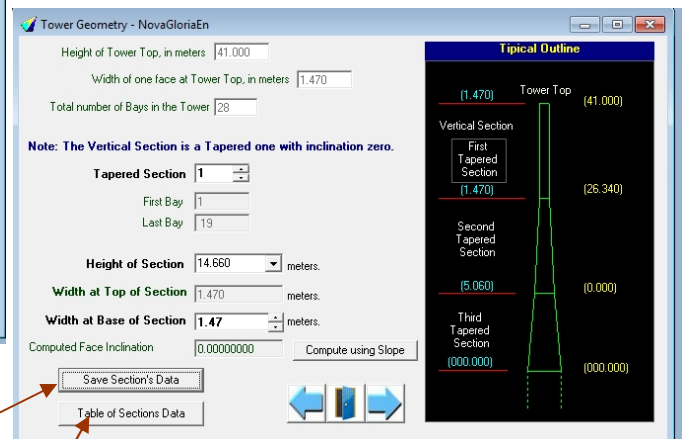 Tower Geometry - NovaGloriaEn
Height of Tower Top, in meters 41.000
Width of one face at Tower Top, in meters 1.470
Total number of Bays in the Tower 28
Note: The Vertical Section is a Tapered one with inclination zero.
Tapered Section 1
First Bay 1
Last Bay 19
Height of Section 14.660 meters.
Width at Top of Section 1.470 meters.
Width at Base of Section 1.47 meters.
Computed Face Inclination 0.00000000 Compute using Slope
Save Section's Data
Table of Sections Data
Tipical Outline
(1.470) Tower Top (41.000)
Vertical Section
First
Tapered
Section
(1.470) (26.340)
Second
Tapered
Section
(5.060) (0.000)
Third
Tapered
Section
(000.000) (000.000)